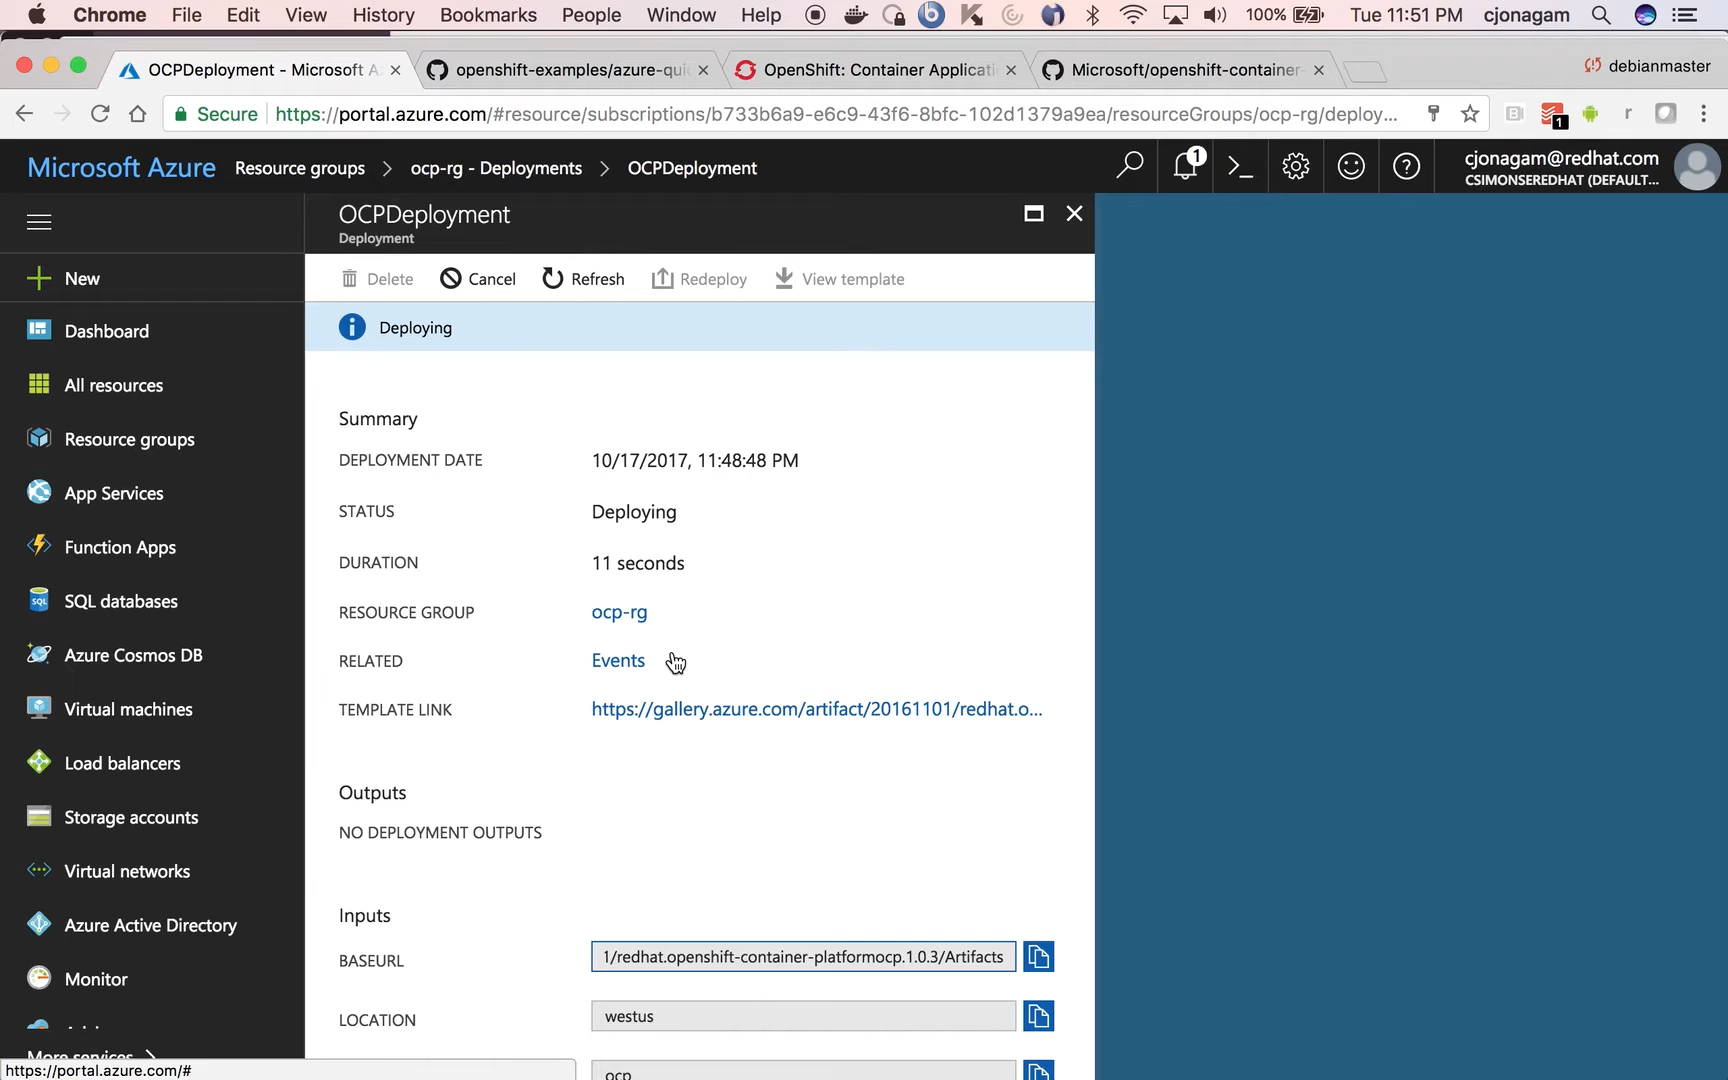 Chrome File Edit View History Bookmarks People Window Help 100% Tue 11:51 PM cjonagam
OCPDeployment - Microsoft A
openshift-examples/azure-qui
OpenShift: Container Applicati
Microsoft/openshift-container-
debianmaster
Secure https://portal.azure.com/#resource/subscriptions/b733b6a9-e6c9-43f6-8bfc-102d1379a9ea/resourceGroups/ocp-rg/deploy...
1
Microsoft Azure Resource groups > ocp-rg - Deployments > OCPDeployment
1
cjonagam@redhat.com
CSIMONSEREDHAT (DEFAULT...
OCPDeployment
Deployment
New
Dashboard
All resources
Resource groups
App Services
Function Apps
SQL databases
Azure Cosmos DB
Virtual machines
Load balancers
Storage accounts
Virtual networks
Azure Active Directory
Monitor
More services >
https://portal.azure.com/#
Delete Cancel Refresh Redeploy View template
Deploying
Summary
DEPLOYMENT DATE 10/17/2017, 11:48:48 PM
STATUS Deploying
DURATION 11 seconds
RESOURCE GROUP ocp-rg
RELATED Events
TEMPLATE LINK https://gallery.azure.com/artifact/20161101/redhat.o...
Outputs
NO DEPLOYMENT OUTPUTS
Inputs
BASEURL 1/redhat.openshift-container-platformocp.1.0.3/Artifacts
LOCATION westus
ocp